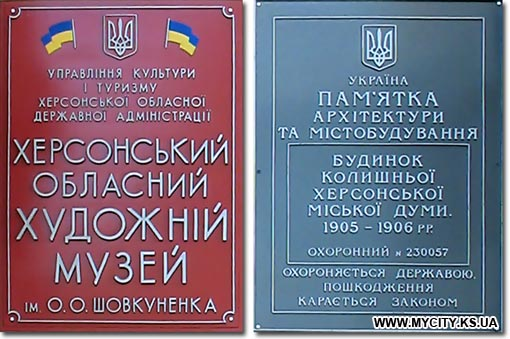 УПРАВЛІННЯ КУЛЬТУРИ
І ТУРИЗМУ
ХЕРСОНСЬКОЇ ОБЛАСНОЇ
ДЕРЖАВНОЇ АДМІНІСТРАЦІЇ
ХЕРСОНСЬКИЙ
ОБЛАСНИЙ
ХУДОЖНІЙ
МУЗЕЙ
ІМ. О.О. ШОВКУНЕНКА
УКРАЇНА
ПАМ'ЯТКА
АРХІТЕКТУРИ
ТА МІСТОБУДУВАННЯ
БУДИНОК
КОЛИШНЬОЇ
ХЕРСОНСЬКОЇ
МІСЬКОЇ ДУМИ.
1905 - 1906 РР.
ОХОРОННИЙ N 230057
ОХОРОНЯЄТЬСЯ ДЕРЖАВОЮ.
ПОШКОДЖЕННЯ
КАРАЄТЬСЯ ЗАКОНОМ
WWW.MYCITY.KS.UA